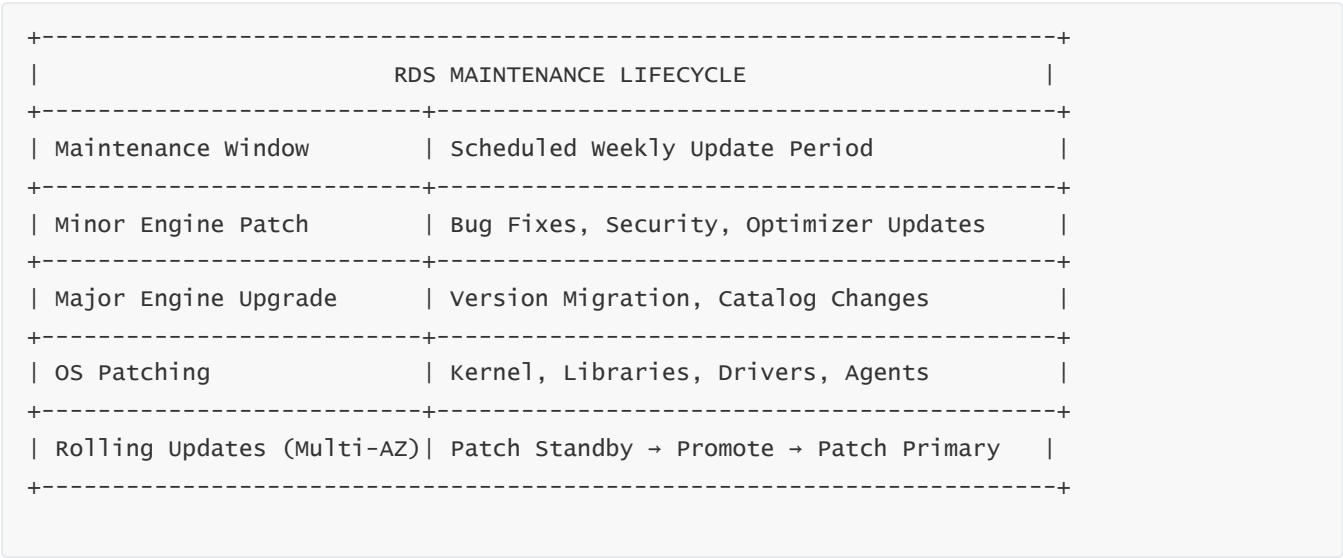 +------------------------------------------------------------------------+
|                          RDS MAINTENANCE LIFECYCLE                     |
+---------------------------+--------------------------------------------+
| Maintenance Window        | Scheduled Weekly Update Period             |
+---------------------------+--------------------------------------------+
| Minor Engine Patch        | Bug Fixes, Security, Optimizer Updates     |
+---------------------------+--------------------------------------------+
| Major Engine Upgrade      | Version Migration, Catalog Changes         |
+---------------------------+--------------------------------------------+
| OS Patching               | Kernel, Libraries, Drivers, Agents         |
+---------------------------+--------------------------------------------+
| Rolling Updates (Multi-AZ)| Patch Standby → Promote → Patch Primary   |
+------------------------------------------------------------------------+